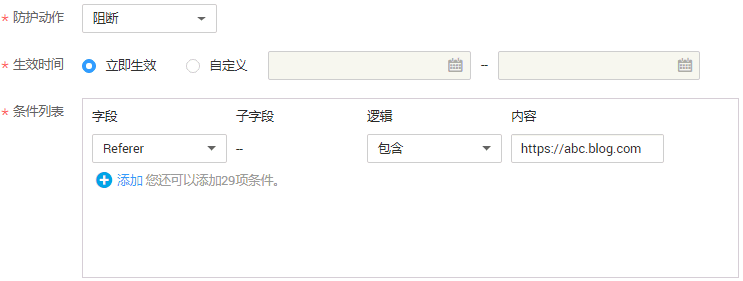 * 防护动作 阻断
* 生效时间 立即生效 自定义 --
* 条件列表 字段 子字段 逻辑 内容
Referer -- 包含 https://abc.blog.com
添加 您还可以添加29项条件。